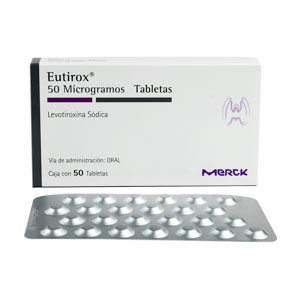 Eutirox®
50 Microgramos Tabletas
Levotiroxina Sódica
Vía de administración: ORAL
Caja con 50 Tabletas
MERCK